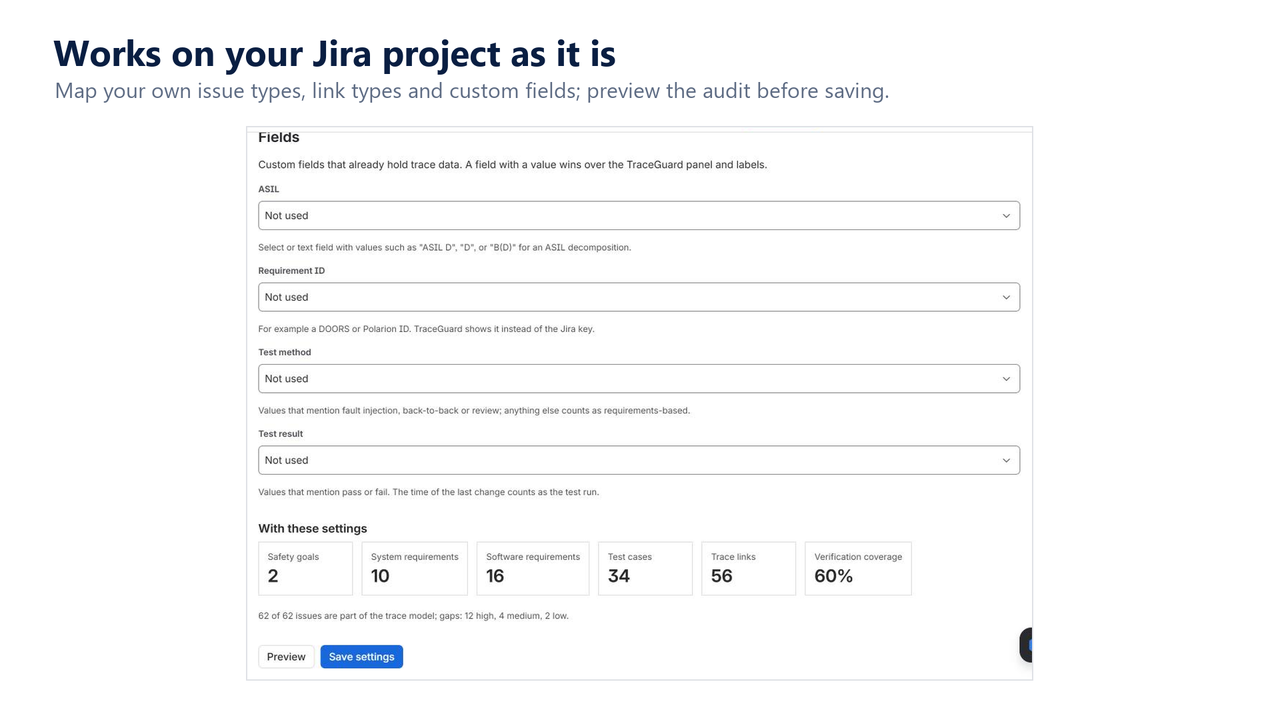 Works on your Jira project as it is
Map your own issue types, link types and custom fields; preview the audit before saving.
Fields
Custom fields that already hold trace data. A field with a value wins over the TraceGuard panel and labels.
ASIL
Not used
Select or text field with values such as "ASIL D", "D", or "B(D)" for an ASIL decomposition.
Requirement ID
Not used
For example a DOORS or Polarion ID. TraceGuard shows it instead of the Jira key.
Test method
Not used
Values that mention fault injection, back-to-back or review; anything else counts as requirements-based.
Test result
Not used
Values that mention pass or fail. The time of the last change counts as the test run.
With these settings
Safety goals System requirements Software requirements Test cases Trace links Verification coverage
2 10 16 34 56 60%
62 of 62 issues are part of the trace model; gaps: 12 high, 4 medium, 2 low.
Preview Save settings